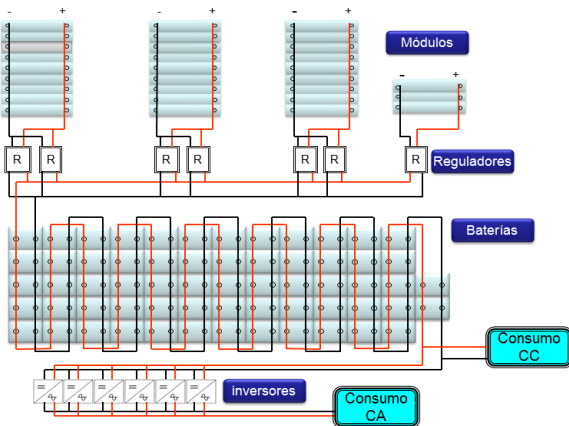 - + - + - +
Módulos
- +
R R R R R R R
Reguladores
Baterías
Consumo
CC
inversores
Consumo
CA